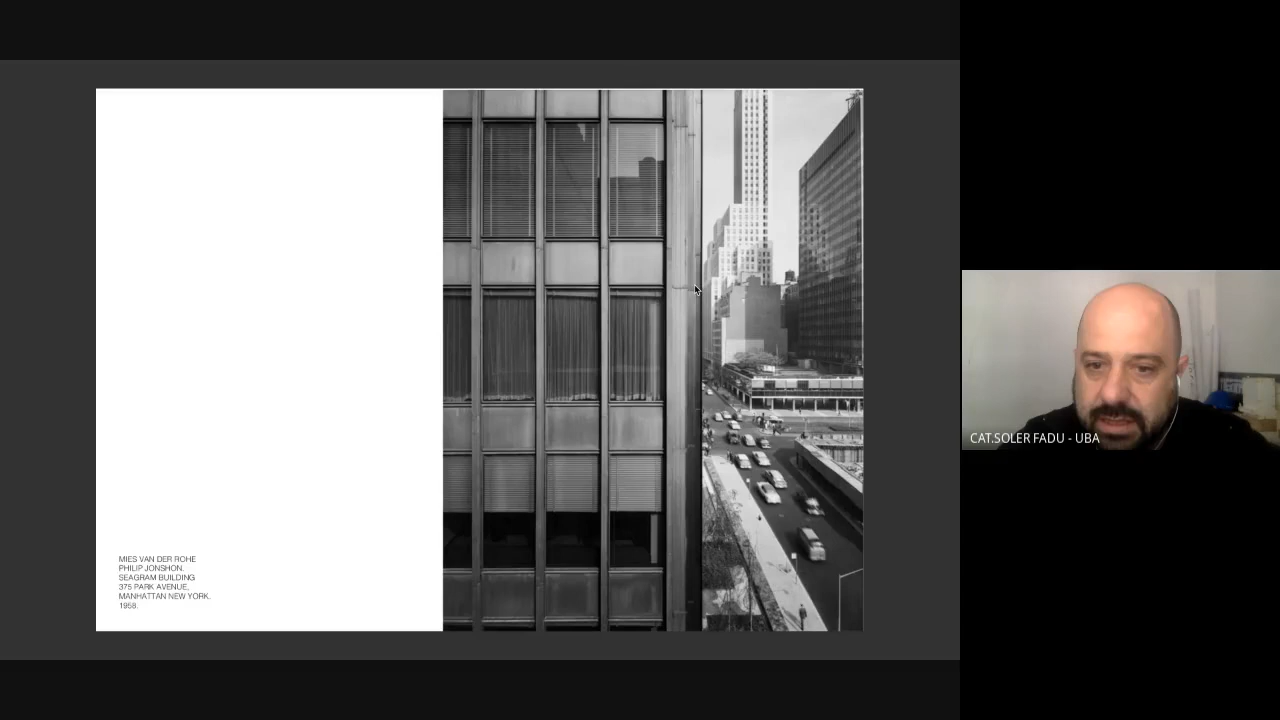 MIES VAN DER ROHE
PHILIP JONSHON.
SEAGRAM BUILDING
375 PARK AVENUE,
MANHATTAN NEW YORK.
1958.
CAT.SOLER FADU - UBA